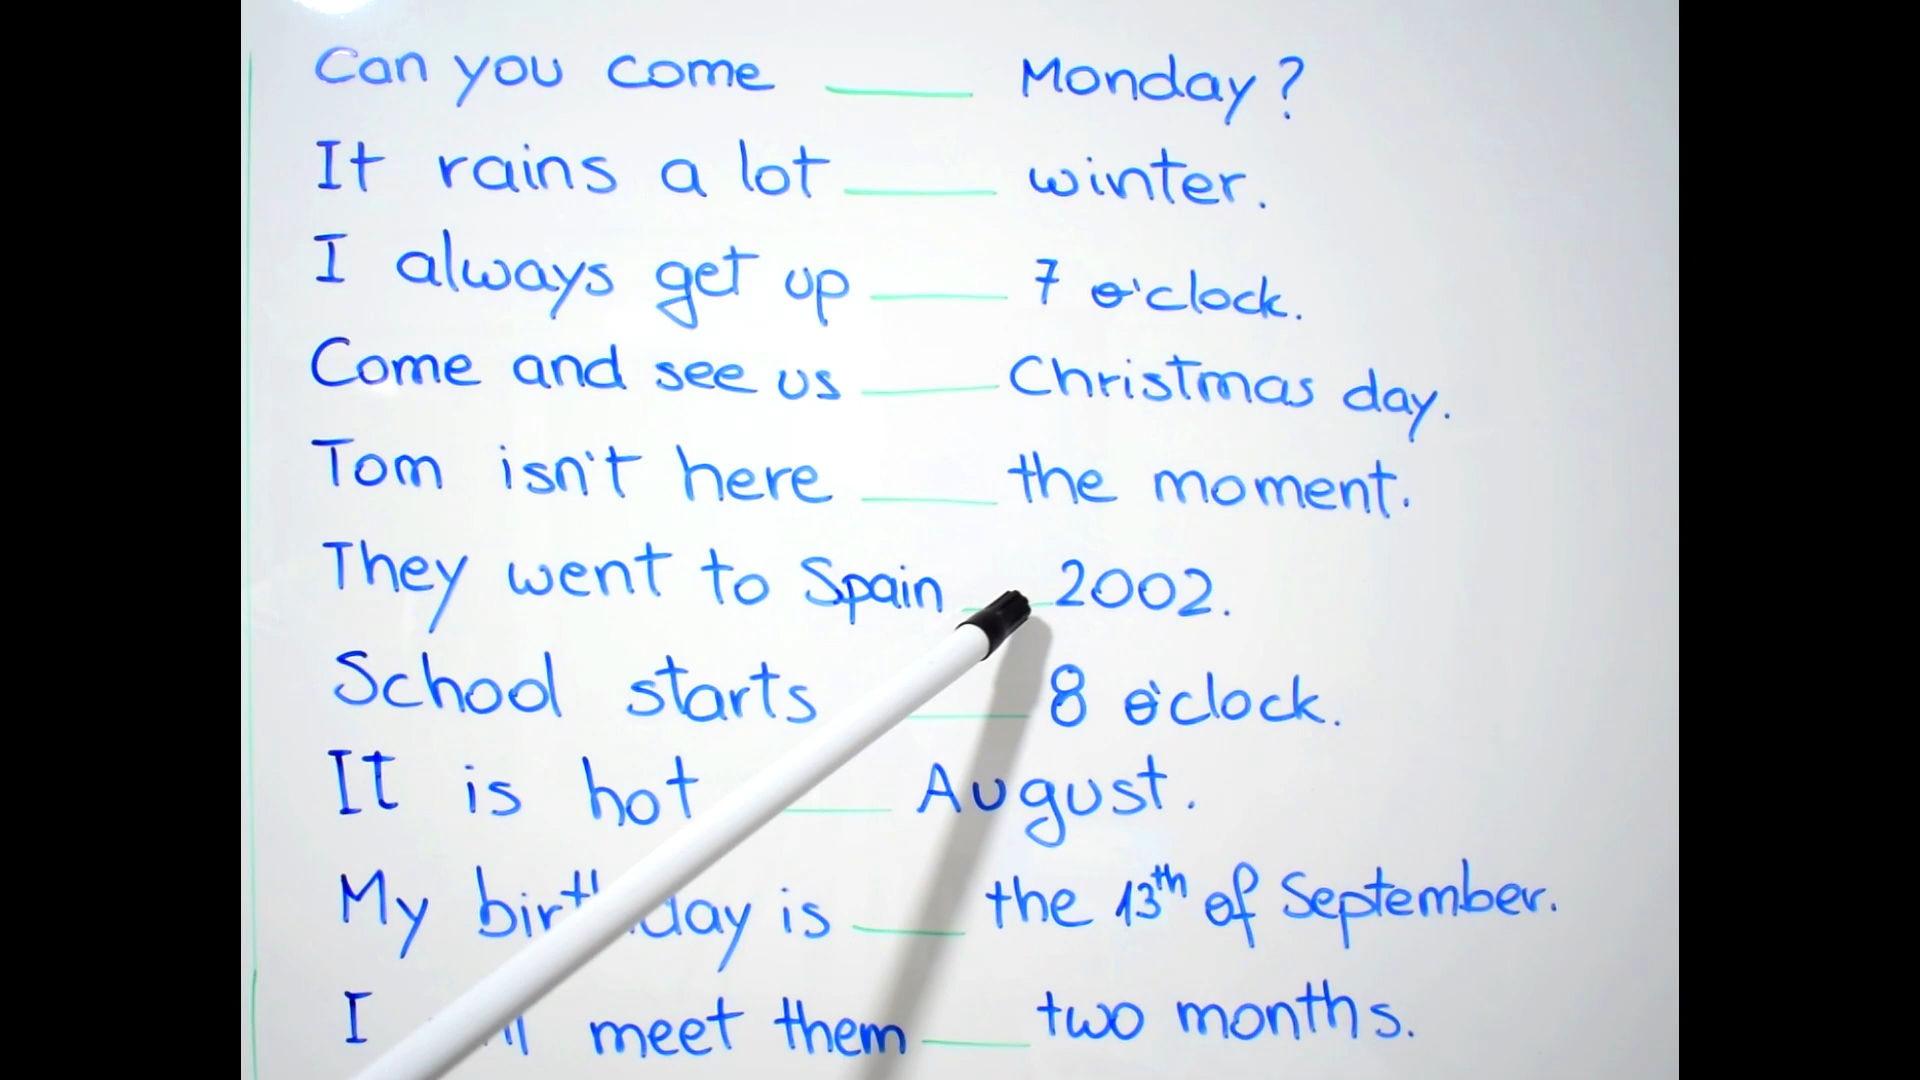 Can you come ____ Monday?
It rains a lot ____ winter.
I always get up ____ 7 o'clock.
Come and see us ____ Christmas day.
Tom isn't here ____ the moment.
They went to Spain ____ 2002.
School starts ____ 8 o'clock.
It is hot ____ August.
My birthday is ____ the 13th of September.
I meet them ____ two months.